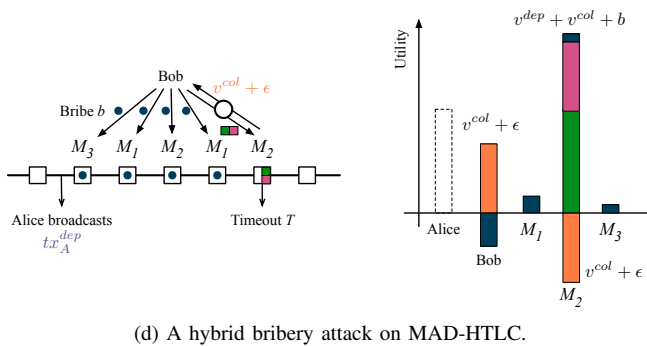 Bob
v^{col} + ϵ
Bribe b
M_3 M_1 M_2 M_1 M_2
Alice broadcasts
tx_A^{dep}
Timeout T
Utility
v^{dep} + v^{col} + b
v^{col} + ϵ
Alice
Bob
M_1
M_3
v^{col} + ϵ
M_2
(d) A hybrid bribery attack on MAD-HTLC.